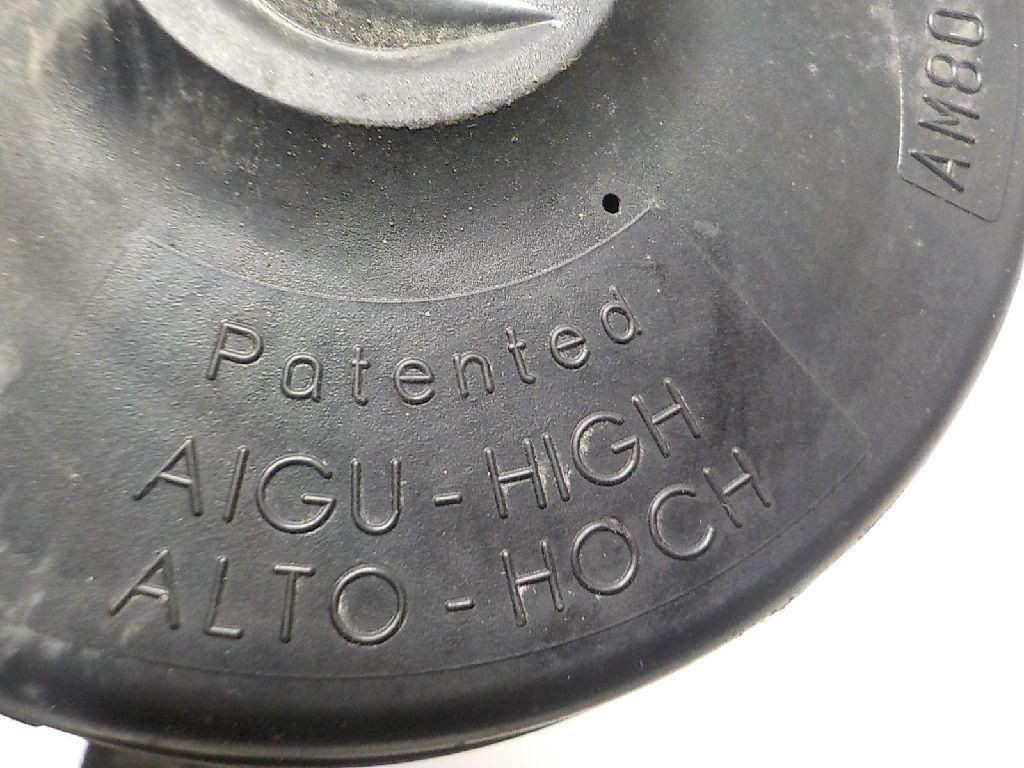 AM80
Patented
AIGU - HIGH
ALTO - HOCH